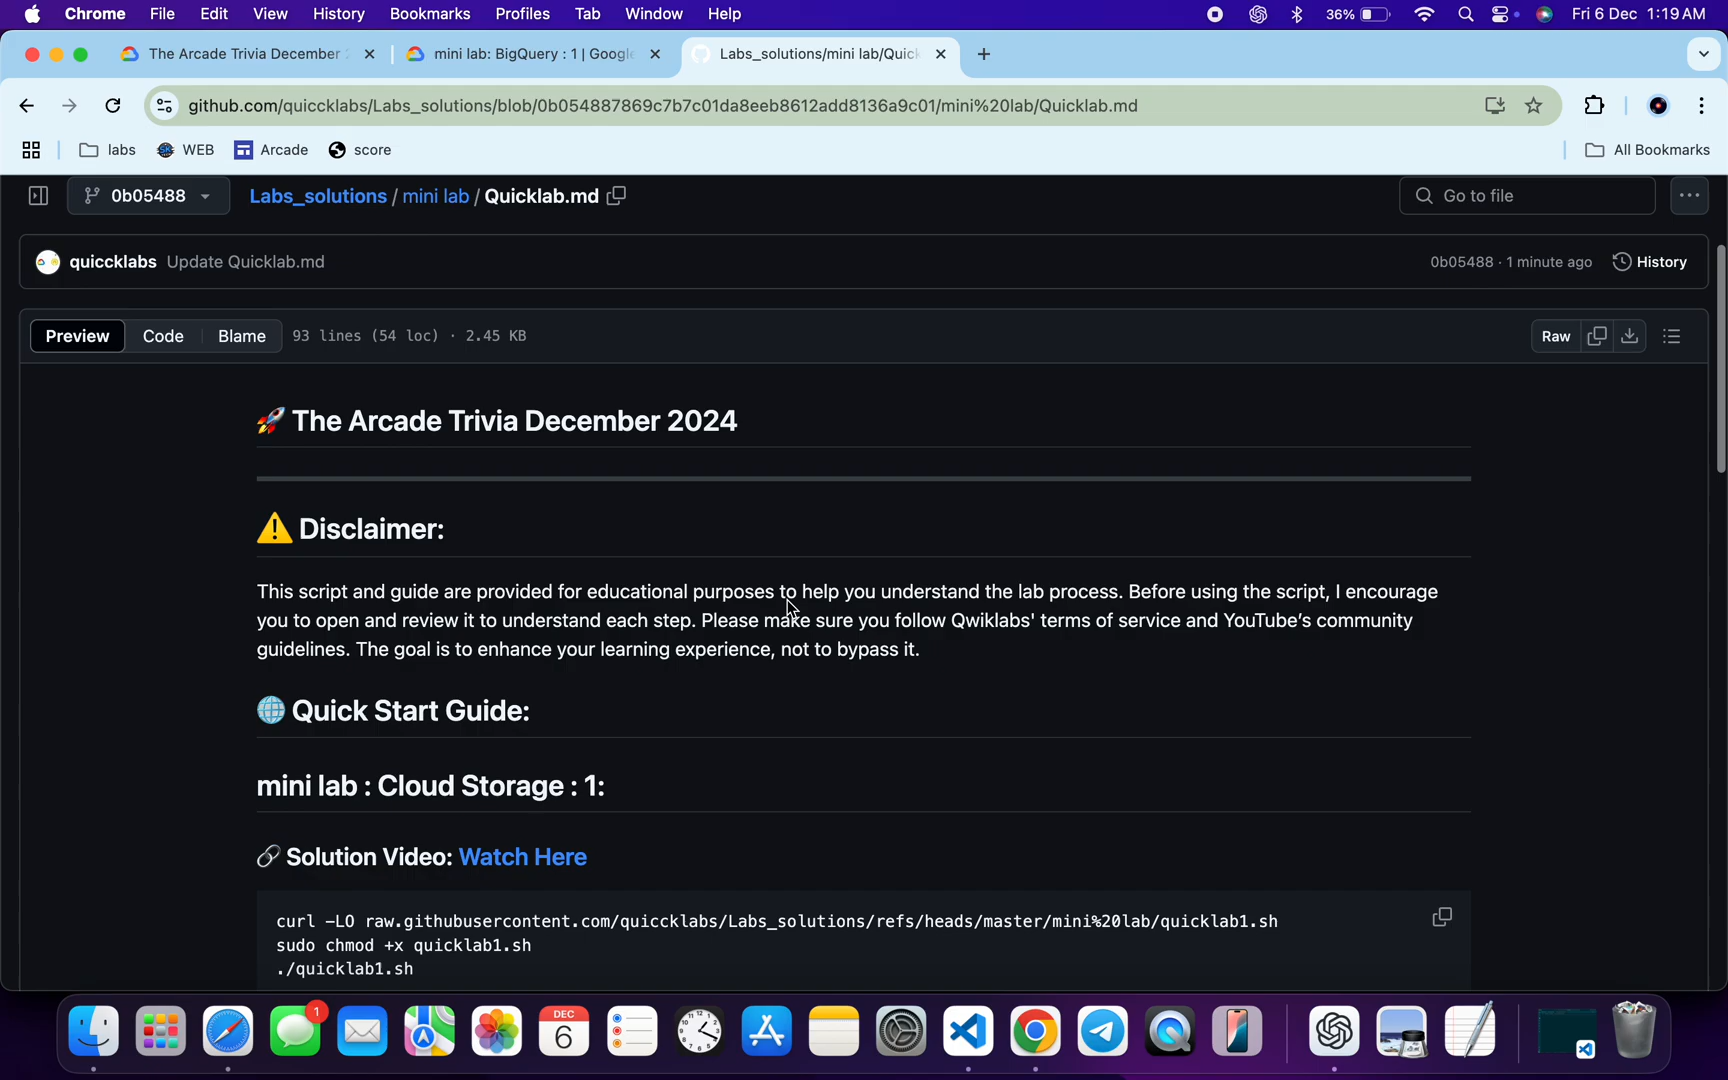 Chrome File Edit View History Bookmarks Profiles Tab Window Help 36% Fri 6 Dec 1:19 AM
The Arcade Trivia December 2 mini lab: BigQuery : 1 | Google Labs_solutions/mini lab/Quick
github.com/quiccklabs/Labs_solutions/blob/0b054887869c7b7c01da8eeb8612add8136a9c01/mini%20lab/Quicklab.md
labs WEB Arcade score All Bookmarks
0b05488 Labs_solutions / mini lab / Quicklab.md Go to file
quiccklabs Update Quicklab.md 0b05488 · 1 minute ago History
Preview Code Blame 93 lines (54 loc) · 2.45 KB Raw
🚀 The Arcade Trivia December 2024
⚠️ Disclaimer:
This script and guide are provided for educational purposes to help you understand the lab process. Before using the script, I encourage
you to open and review it to understand each step. Please make sure you follow Qwiklabs' terms of service and YouTube's community
guidelines. The goal is to enhance your learning experience, not to bypass it.
🌐 Quick Start Guide:
mini lab : Cloud Storage : 1:
🔗 Solution Video: Watch Here
curl -LO raw.githubusercontent.com/quiccklabs/Labs_solutions/refs/heads/master/mini%20lab/quicklab1.sh
sudo chmod +x quicklab1.sh
./quicklab1.sh
1
DEC
6